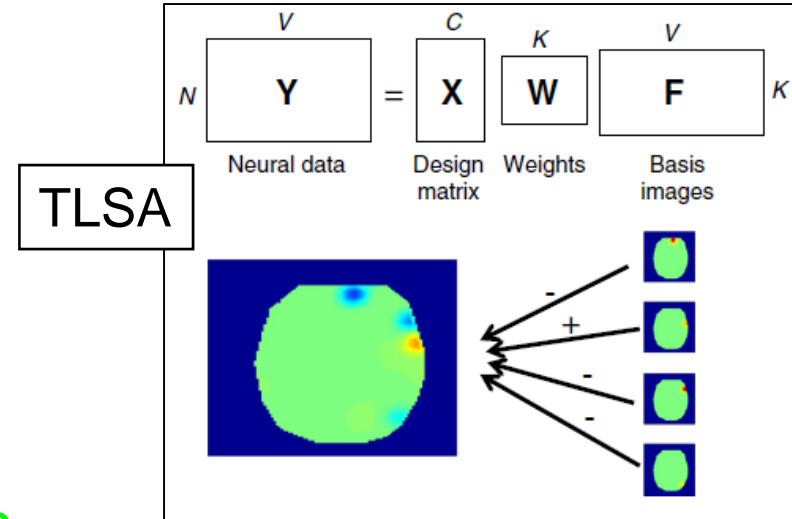 V C K V
N Y = X W F K
Neural data Design matrix Weights Basis images
TLSA
-
+
-
-